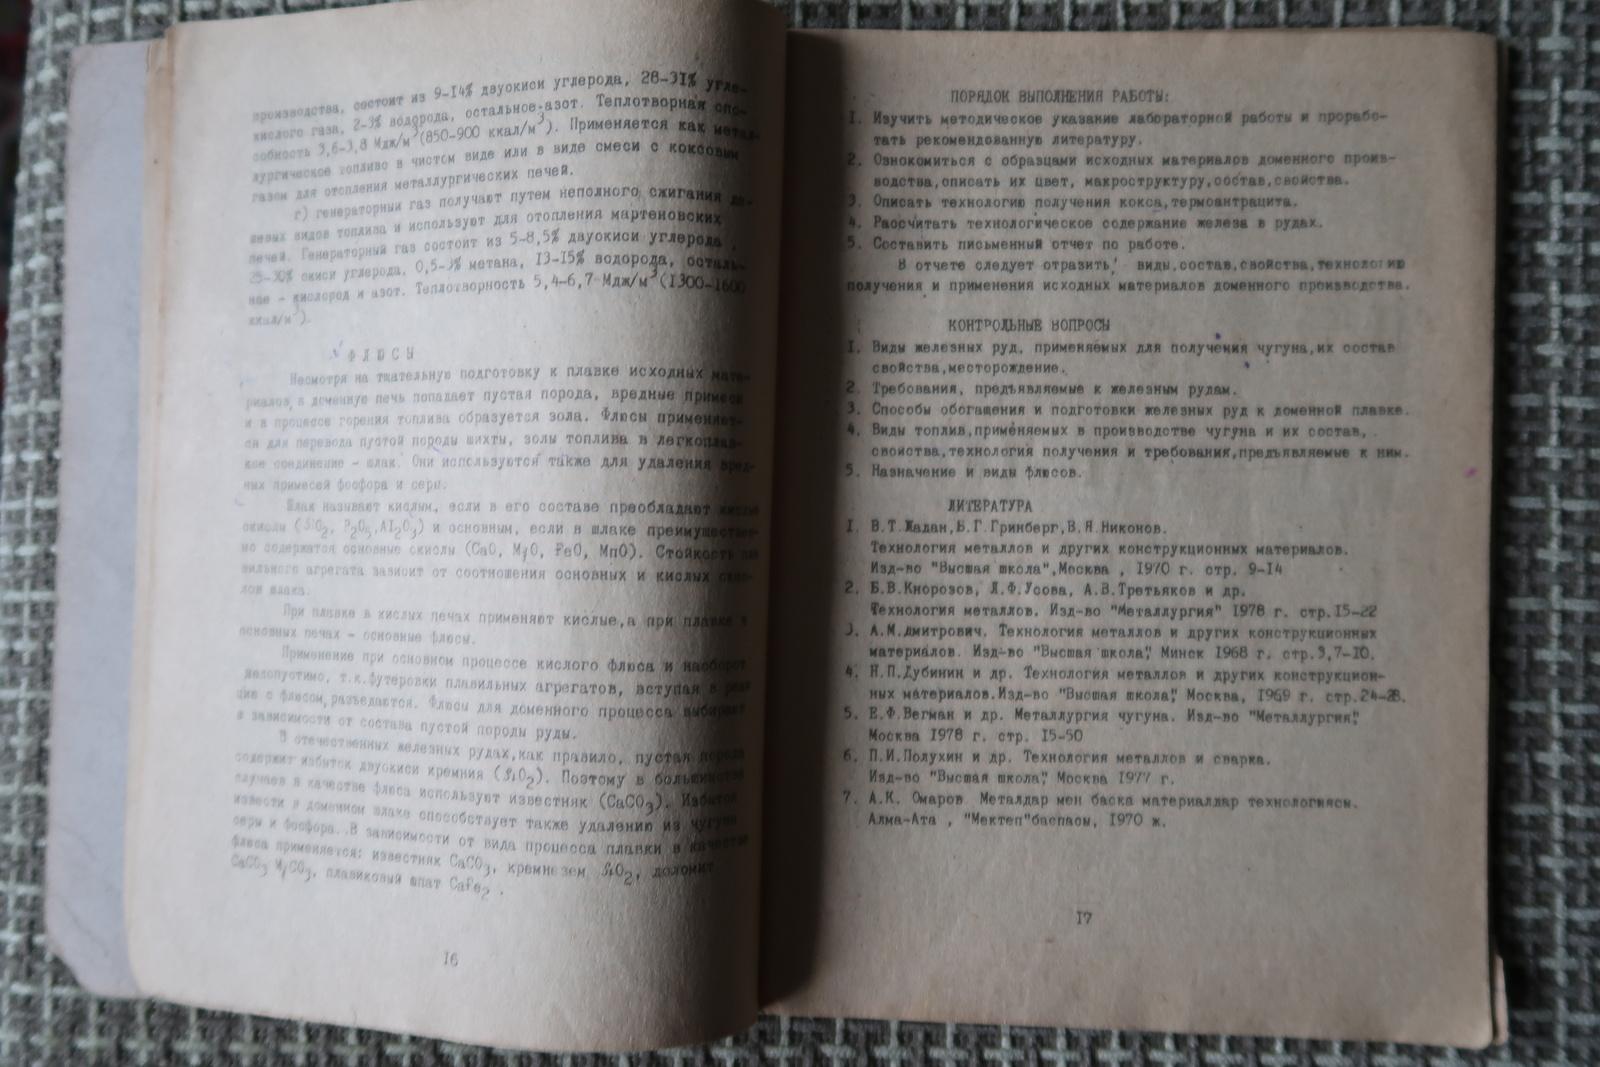 производства, состоит из 9-14% двуокиси углерода, 28-31% угле-
кислого газа, 2-3% водорода, остальное-азот. Теплотворная спо-
собность 3,6-3,8 Мдж/м3(850-900 ккал/м3). Применяется как метал-
лургическое топливо в чистом виде или в виде смеси с коксовым
газом для отопления металлургических печей.
г) генераторный газ получают путем неполного сжигания де-
шевых видов топлива и используют для отопления мартеновских
печей. Генераторный газ состоит из 5-8,5% двуокиси углерода ,
25-30% окиси углерода, 0,5-3% метана, 13-15% водорода, осталь-
ное - кислород и азот. Теплотворность 5,4-6,7 Мдж/м3(1300-1600
ккал/м3).
ФЛЮСЫ
Несмотря на тщательную подготовку к плавке исходных мате-
риалов, в доменную печь попадает пустая порода, вредные примеси
и в процессе горения топлива образуется зола. Флюсы применяет-
ся для перевода пустой породы шихты, золы топлива в легкоплав-
кое соединение - шлак. Они используются также для удаления вред-
ных примесей фосфора и серы.
Шлак называют кислым, если в его составе преобладают кислые
окислы (SiO2, P2O5,Al2O3) и основным, если в шлаке преимуществен-
но содержатся основные окислы (CaO, MgO, FeO, MnO). Стойкость
вильного агрегата зависит от соотношения основных и кислых окис-
лов шлака.
При плавке в кислых печах применяют кислые,а при плавке в
основных печах - основные флюсы.
Применение при основном процессе кислого флюса и наоборот
недопустимо, т.к.футеровки плавильных агрегатов, вступая в реак-
цию с флюсом,разъедаются. Флюсы для доменного процесса выбирают
в зависимости от состава пустой породы руды.
В отечественных железных рудах,как правило, пустая порода
содержит избыток двуокиси кремния (SiO2). Поэтому в большинстве
случаев в качестве флюса используют известняк (CaCO3). Избыток
извести в доменном шлаке способствует также удалению из чугуна
серы и фосфора. В зависимости от вида процесса плавки в качестве
флюса применяется: известняк CaCO3, кремнезем SiO2, доломит
CaCO3 MgCO3, плавиковый шпат CaFe2 .
16
ПОРЯДОК ВЫПОЛНЕНИЯ РАБОТЫ:
1. Изучить методическое указание лабораторной работы и прорабо-
тать рекомендованную литературу.
2. Ознокомиться с образцами исходных материалов доменного произ-
водства,описать их цвет, макроструктуру,состав,свойства.
3. Описать технологию получения кокса,термоантрацита.
4. Рассчитать технологическое содержание железа в рудах.
5. Составить письменный отчет по работе.
В отчете следует отразить: виды,состав,свойства,технологию
получения и применения исходных материалов доменного производства.
КОНТРОЛЬНЫЕ ВОПРОСЫ
1. Виды железных руд, применяемых для получения чугуна,их состав
свойства,месторождение.
2. Требования, предъявляемые к железным рудам.
3. Способы обогащения и подготовки железных руд к доменной плавке.
4. Виды топлив,применяемых в производстве чугуна и их состав,
свойства,технология получения и требования,предъявляемые к ним.
5. Назначение и виды флюсов.
ЛИТЕРАТУРА
1. В.Т.Жадан,Б.Г.Гринберг,В.Я.Никонов.
Технология металлов и других конструкционных материалов.
Изд-во "Высшая школа",Москва , 1970 г. стр. 9-14
2. Б.В.Кнорозов, Л.Ф.Усова, А.В.Третьяков и др.
Технология металлов. Изд-во "Металлургия" 1978 г. стр.15-22
3. А.М.Дмитрович. Технология металлов и других конструкционных
материалов. Изд-во "Высшая школа", Минск 1968 г. стр.3,7-10.
4. Н.П.Дубинин и др. Технология металлов и других конструкцион-
ных материалов.Изд-во "Высшая школа", Москва, 1969 г. стр.24-28.
5. Е.Ф.Вегман и др. Металлургия чугуна. Изд-во "Металлургия",
Москва 1978 г. стр. 15-50
6. П.И.Полухин и др. Технология металлов и сварка.
Изд-во "Высшая школа", Москва 1977 г.
7. А.К. Омаров Металдар мен баска материалдар технологиясы.
Алма-Ата , "Мектеп"баспасы, 1970 ж.
17